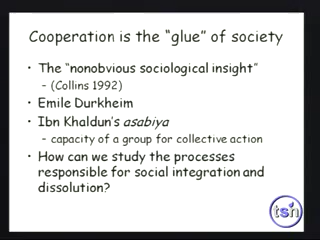 Cooperation is the “glue” of society
• The “nonobvious sociological insight”
– (Collins 1992)
• Emile Durkheim
• Ibn Khaldun’s asabiya
– capacity of a group for collective action
• How can we study the processes
responsible for social integration and
dissolution?
tsn